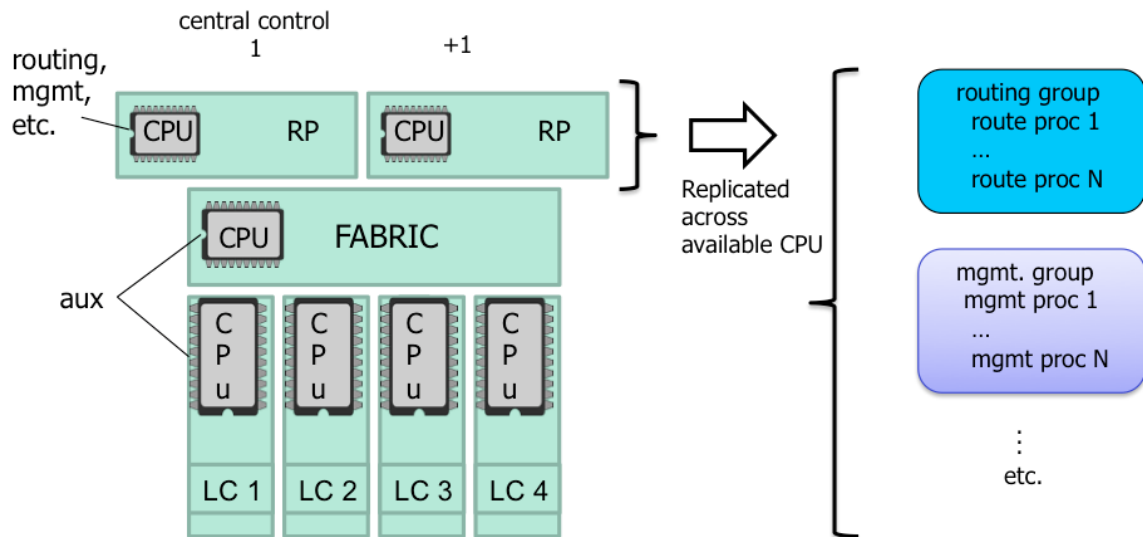 central control
1
+1
routing,
mgmt,
etc.
CPU
RP
CPU
RP
CPU
FABRIC
aux
C
P
u
C
P
u
C
P
u
C
P
u
LC 1
LC 2
LC 3
LC 4
Replicated
across
available CPU
routing group
route proc 1
...
route proc N
mgmt. group
mgmt proc 1
...
mgmt proc N
⋮
etc.